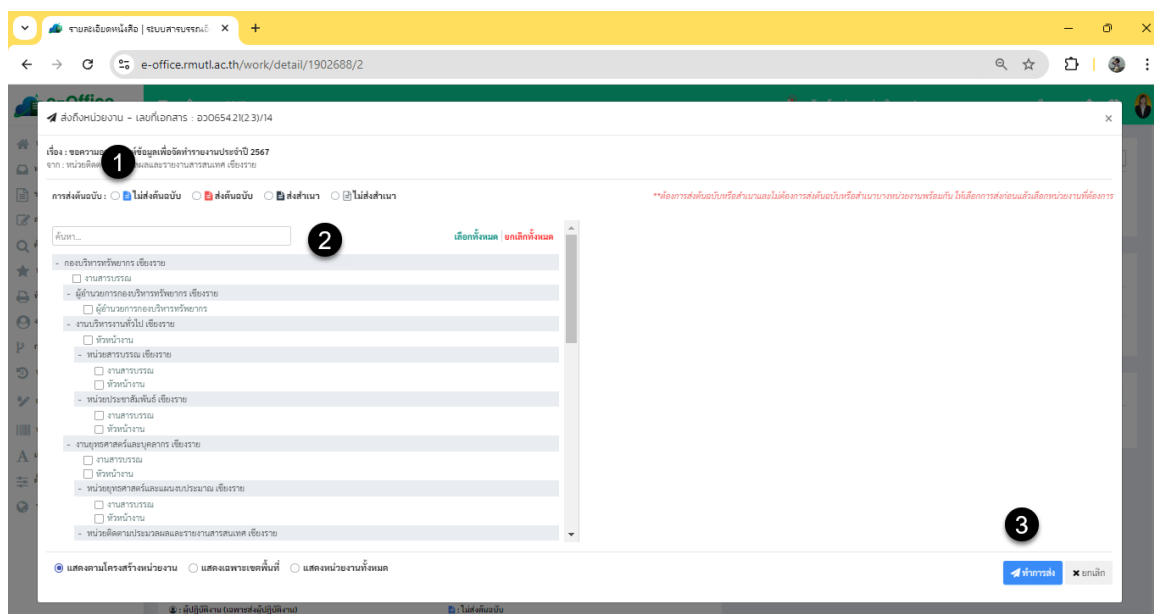 รายละเอียดหนังสือ | ระบบสารบรรณอิ
e-office.rmutl.ac.th/work/detail/1902688/2
e-Office
ส่งถึงหน่วยงาน - เลขที่เอกสาร : อว0654.21(2.3)/14
เรื่อง : ขอความอ ข้อมูลเพื่อจัดทำรายงานประจำปี 2567
จาก : หน่วยติดต ผลและรายงานสารสนเทศ เชียงราย
1
การส่งต้นฉบับ : ไม่ส่งต้นฉบับ ส่งต้นฉบับ ส่งสำเนา ไม่ส่งสำเนา
**ต้องการส่งต้นฉบับหรือสำเนาและไม่ต้องการส่งต้นฉบับหรือสำเนาบางหน่วยงานพร้อมกัน ให้เลือกการส่งก่อนแล้วเลือกหน่วยงานที่ต้องการ
ค้นหา...
2
เลือกทั้งหมด | ยกเลิกทั้งหมด
- กองบริหารทรัพยากร เชียงราย
งานสารบรรณ
- ผู้อำนวยการกองบริหารทรัพยากร เชียงราย
ผู้อำนวยการกองบริหารทรัพยากร
- งานบริหารงานทั่วไป เชียงราย
หัวหน้างาน
- หน่วยสารบรรณ เชียงราย
งานสารบรรณ
หัวหน้างาน
- หน่วยประชาสัมพันธ์ เชียงราย
งานสารบรรณ
หัวหน้างาน
- งานยุทธศาสตร์และบุคลากร เชียงราย
งานสารบรรณ
หัวหน้างาน
- หน่วยยุทธศาสตร์และแผนงบประมาณ เชียงราย
งานสารบรรณ
หัวหน้างาน
- หน่วยติดตามประมวลผลและรายงานสารสนเทศ เชียงราย
3
แสดงตามโครงสร้างหน่วยงาน แสดงเฉพาะเขตพื้นที่ แสดงหน่วยงานทั้งหมด
ทำการส่ง
ยกเลิก
: ผู้ปฏิบัติงาน (เฉพาะส่งผู้ปฏิบัติงาน)
: ไม่ส่งต้นฉบับ